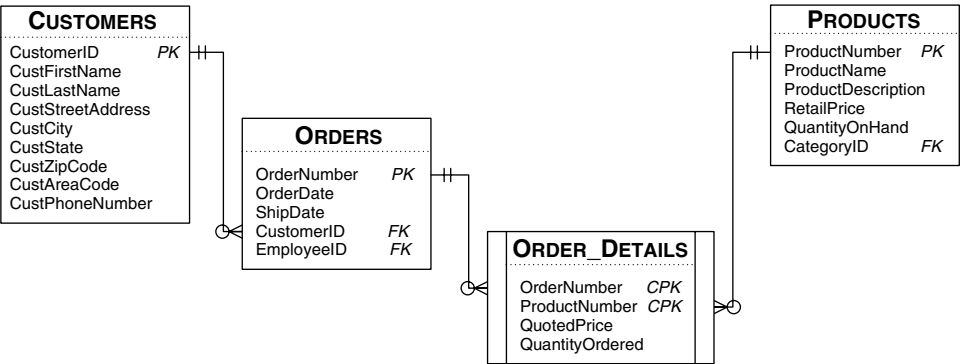 CUSTOMERS
CustomerID PK
CustFirstName
CustLastName
CustStreetAddress
CustCity
CustState
CustZipCode
CustAreaCode
CustPhoneNumber
ORDERS
OrderNumber PK
OrderDate
ShipDate
CustomerID FK
EmployeeID FK
ORDER_DETAILS
OrderNumber CPK
ProductNumber CPK
QuotedPrice
QuantityOrdered
PRODUCTS
ProductNumber PK
ProductName
ProductDescription
RetailPrice
QuantityOnHand
CategoryID FK